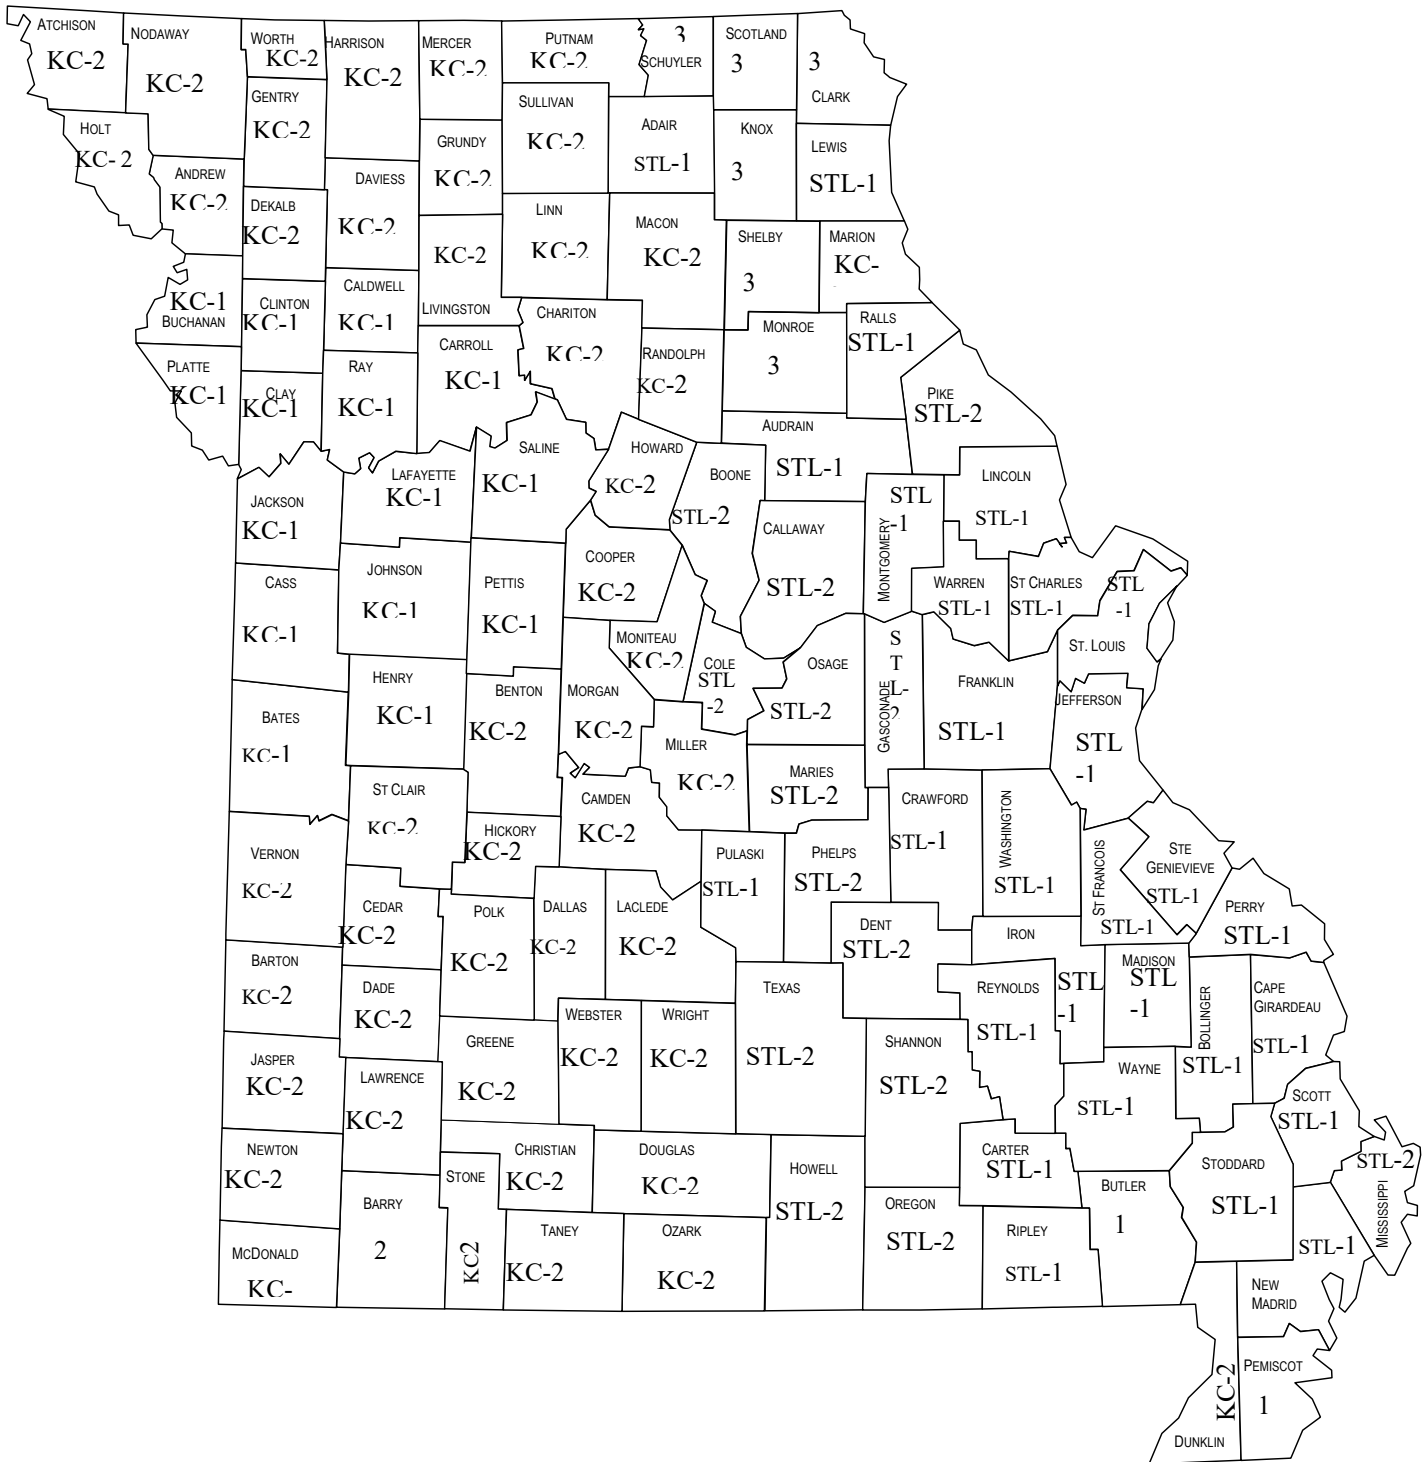 ATCHISON
KC-2
NODAWAY
KC-2
WORTH
KC-2
HARRISON
KC-2
MERCER
KC-2
PUTNAM
KC-2
3
SCHUYLER
SCOTLAND
3
3
CLARK
HOLT
KC-2
GENTRY
KC-2
SULLIVAN
KC-2
ADAIR
STL-1
KNOX
3
LEWIS
STL-1
ANDREW
KC-2
DEKALB
KC-2
DAVIESS
KC-2
GRUNDY
KC-2
LINN
KC-2
MACON
KC-2
SHELBY
3
MARION
KC-
KC-1
BUCHANAN
CLINTON
KC-1
CALDWELL
KC-1
KC-2
LIVINGSTON
CHARITON
KC-2
RANDOLPH
KC-2
MONROE
3
RALLS
STL-1
PLATTE
KC-1
CLAY
KC-1
RAY
KC-1
CARROLL
KC-1
PIKE
STL-2
AUDRAIN
STL-1
JACKSON
KC-1
LAFAYETTE
KC-1
SALINE
KC-1
HOWARD
KC-2
BOONE
STL-2
CALLAWAY
STL-2
MONTGOMERY
STL
-1
LINCOLN
STL-1
CASS
KC-1
JOHNSON
KC-1
PETTIS
KC-1
COOPER
KC-2
MONITEAU
KC-2
COLE
STL
-2
OSAGE
STL-2
GASCONADE
S
T
L-
2
WARREN
STL-1
ST CHARLES
STL-1
STL
-1
ST. LOUIS
FRANKLIN
STL-1
JEFFERSON
STL
-1
BATES
KC-1
HENRY
KC-1
BENTON
KC-2
MORGAN
KC-2
MILLER
KC-2
MARIES
STL-2
CRAWFORD
STL-1
WASHINGTON
STL-1
ST FRANCOIS
STL-1
STE
GENIEVIEVE
STL-1
PERRY
STL-1
VERNON
KC-2
ST CLAIR
KC-2
HICKORY
KC-2
CAMDEN
KC-2
PULASKI
STL-1
PHELPS
STL-2
DENT
STL-2
IRON
STL
-1
MADISON
STL
-1
BOLLINGER
STL-1
CAPE
GIRARDEAU
STL-1
BARTON
KC-2
CEDAR
KC-2
POLK
KC-2
DALLAS
KC-2
LACLEDE
KC-2
TEXAS
STL-2
REYNOLDS
STL-1
DADE
KC-2
GREENE
KC-2
WEBSTER
KC-2
WRIGHT
KC-2
SHANNON
STL-2
WAYNE
STL-1
SCOTT
STL-1
JASPER
KC-2
LAWRENCE
KC-2
CHRISTIAN
KC-2
DOUGLAS
KC-2
HOWELL
STL-2
CARTER
STL-1
STODDARD
STL-1
STL-2
MISSISSIPPI
NEWTON
KC-2
BARRY
2
STONE
KC2
TANEY
KC-2
OZARK
KC-2
OREGON
STL-2
RIPLEY
STL-1
BUTLER
1
STL-1
NEW
MADRID
MCDONALD
KC-
KC-2
DUNKLIN
PEMISCOT
1